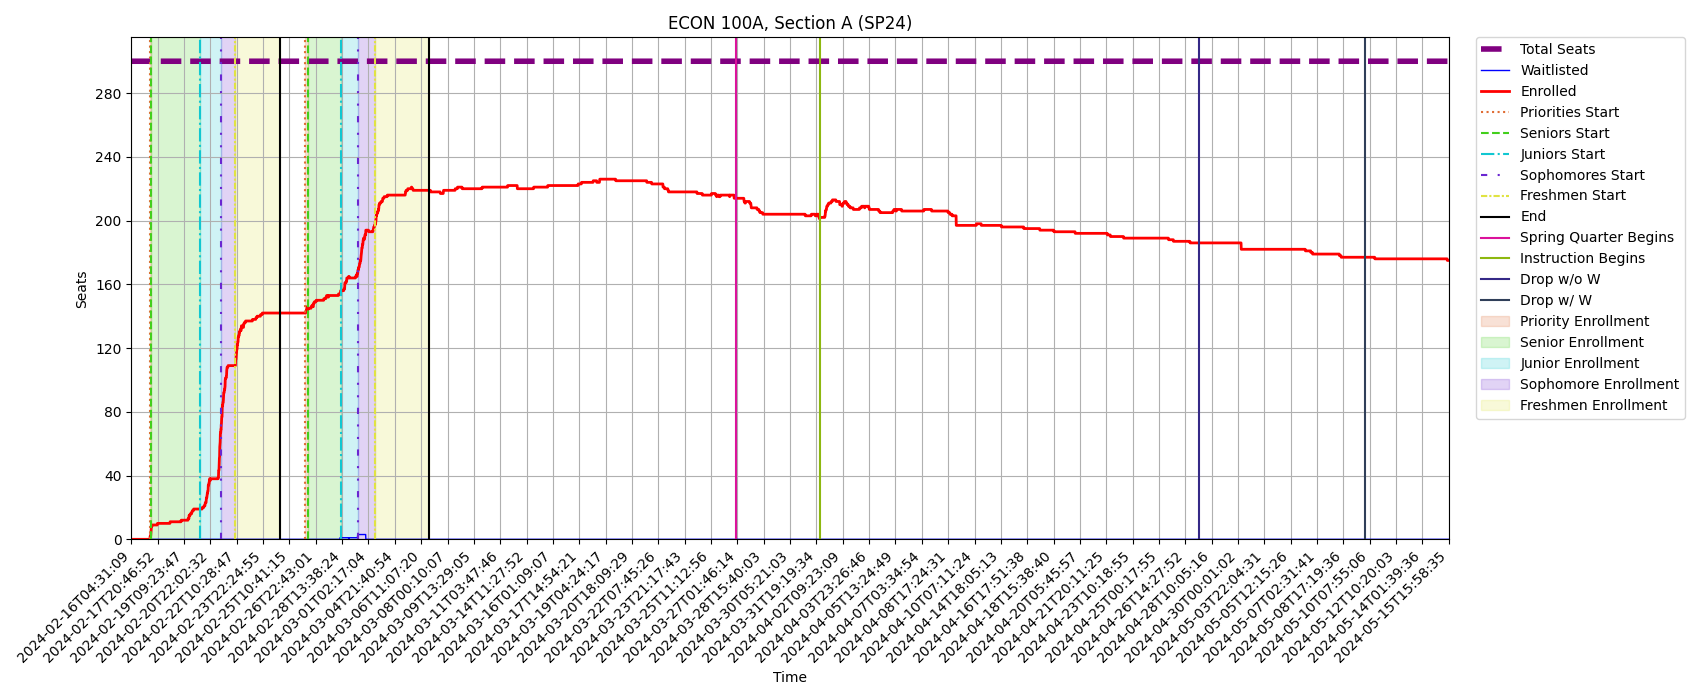 ECON 100A, Section A (SP24)
280
240
200
160
120
80
40
0
Seats
2024-02-16T04:31:09
2024-02-17T20:46:52
2024-02-19T09:23:47
2024-02-20T22:02:32
2024-02-22T10:28:47
2024-02-23T22:24:55
2024-02-25T10:41:15
2024-02-26T22:43:01
2024-02-28T13:38:24
2024-03-01T02:17:04
2024-03-04T21:40:54
2024-03-06T11:07:20
2024-03-08T00:10:07
2024-03-09T13:29:05
2024-03-11T03:47:46
2024-03-14T11:27:52
2024-03-16T01:09:07
2024-03-17T14:54:21
2024-03-19T04:24:17
2024-03-20T18:09:29
2024-03-22T07:45:26
2024-03-23T21:17:43
2024-03-25T11:12:56
2024-03-27T01:46:14
2024-03-28T15:40:03
2024-03-30T05:21:03
2024-03-31T19:19:34
2024-04-02T09:23:09
2024-04-03T23:26:46
2024-04-05T13:24:49
2024-04-07T03:34:54
2024-04-08T17:24:31
2024-04-10T07:11:24
2024-04-14T18:05:13
2024-04-16T17:51:38
2024-04-18T15:38:40
2024-04-20T05:45:57
2024-04-21T20:11:25
2024-04-23T10:18:55
2024-04-25T00:17:55
2024-04-26T14:27:52
2024-04-28T10:05:16
2024-04-30T00:01:02
2024-05-03T22:04:31
2024-05-05T12:15:26
2024-05-07T02:31:41
2024-05-08T17:19:36
2024-05-10T07:55:06
2024-05-12T10:20:03
2024-05-14T01:39:36
2024-05-15T15:58:35
Time
Total Seats
Waitlisted
Enrolled
Priorities Start
Seniors Start
Juniors Start
Sophomores Start
Freshmen Start
End
Spring Quarter Begins
Instruction Begins
Drop w/o W
Drop w/ W
Priority Enrollment
Senior Enrollment
Junior Enrollment
Sophomore Enrollment
Freshmen Enrollment